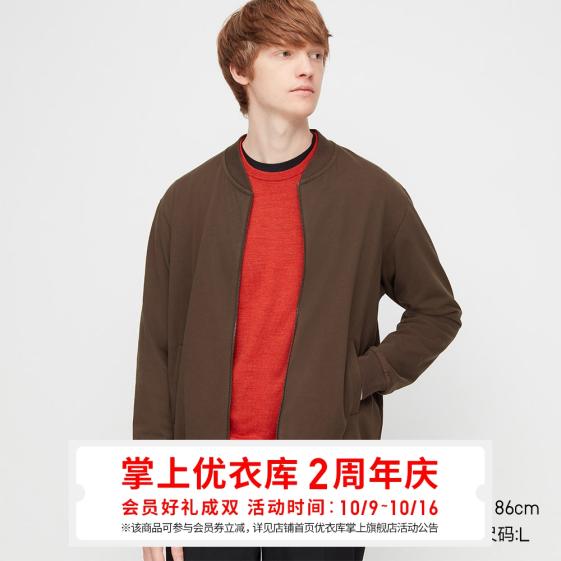 掌上优衣库 2周年庆
会员好礼成双 活动时间:10/9~10/16
※该商品可参与会员券立减,详见店铺首页优衣库掌上旗舰店活动公告
86cm
码:L